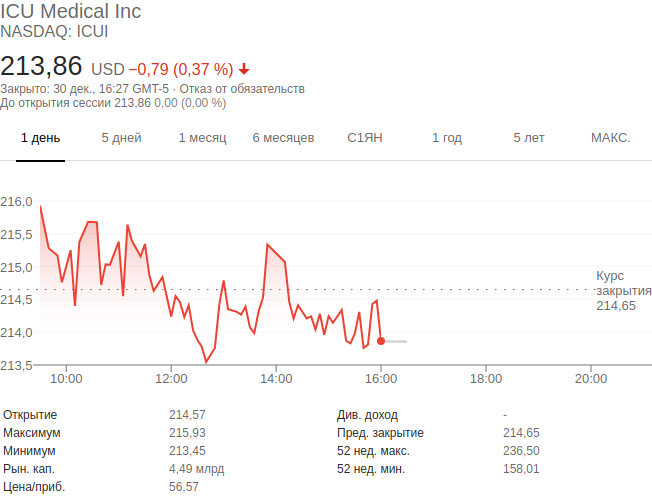 ICU Medical Inc
NASDAQ: ICUI
213,86 USD −0,79 (0,37 %)
Закрыто: 30 дек., 16:27 GMT-5 · Отказ от обязательств
До открытия сессии 213,86 0,00 (0,00 %)
1 день 5 дней 1 месяц 6 месяцев С1ЯН 1 год 5 лет МАКС.
216,0
215,5
215,0
214,5
214,0
213,5
Курс
закрытия
214,65
10:00 12:00 14:00 16:00 18:00 20:00
Открытие 214,57 Див. доход -
Максимум 215,93 Пред. закрытие 214,65
Минимум 213,45 52 нед. макс. 236,50
Рын. кап. 4,49 млрд 52 нед. мин. 158,01
Цена/приб. 56,57